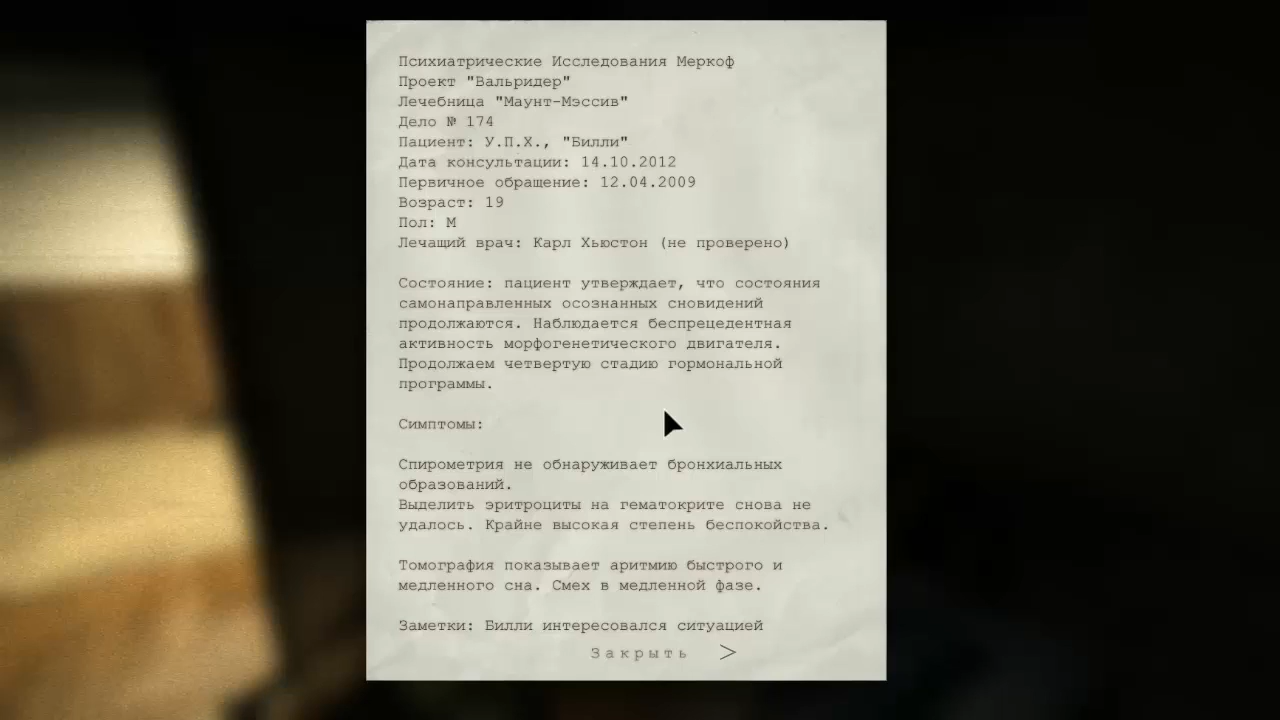 Психиатрические Исследования Меркоф
Проект "Вальридер"
Лечебница "Маунт-Мэссив"
Дело № 174
Пациент: У.П.Х., "Билли"
Дата консультации: 14.10.2012
Первичное обращение: 12.04.2009
Возраст: 19
Пол: М
Лечащий врач: Карл Хьюстон (не проверено)
Состояние: пациент утверждает, что состояния
самонаправленных осознанных сновидений
продолжаются. Наблюдается беспрецедентная
активность морфогенетического двигателя.
Продолжаем четвертую стадию гормональной
программы.
Симптомы:
Спирометрия не обнаруживает бронхиальных
образований.
Выделить эритроциты на гематокрите снова не
удалось. Крайне высокая степень беспокойства.
Томография показывает аритмию быстрого и
медленного сна. Смех в медленной фазе.
Заметки: Билли интересовался ситуацией
Закрыть >